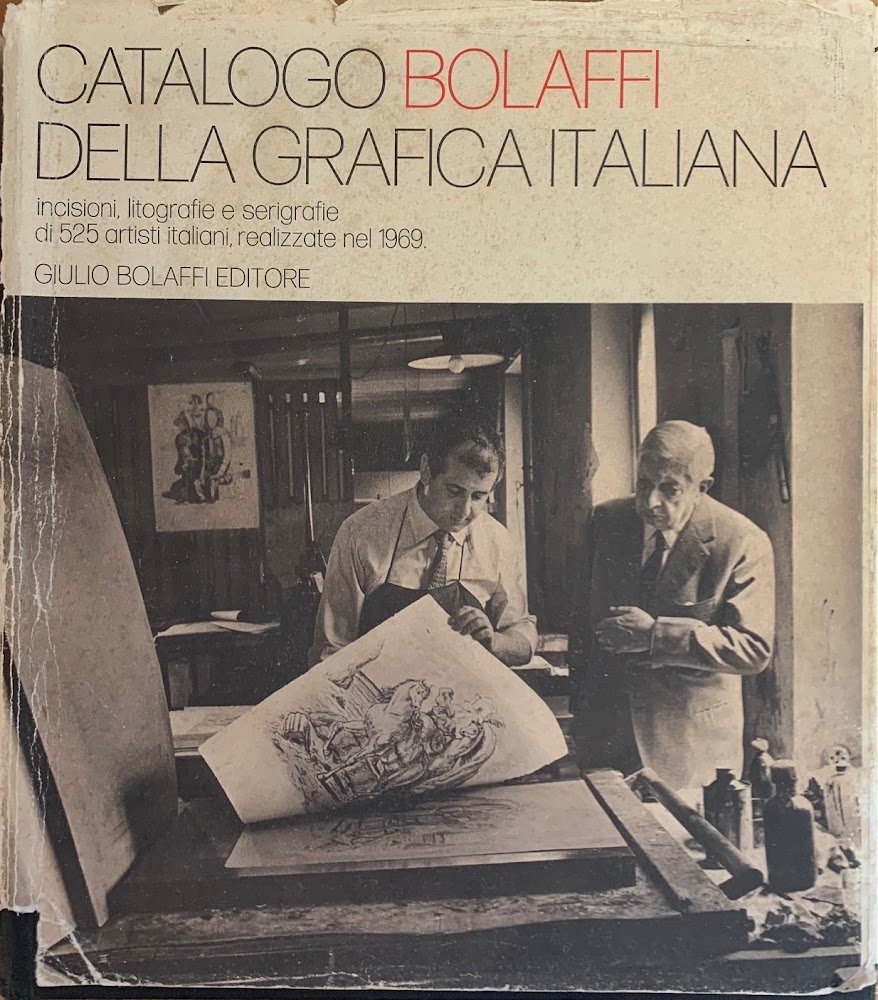 CATALOGO BOLAFFI
DELLA GRAFICA ITALIANA
incisioni, litografie e serigrafie
di 525 artisti italiani, realizzate nel 1969.
GIULIO BOLAFFI EDITORE